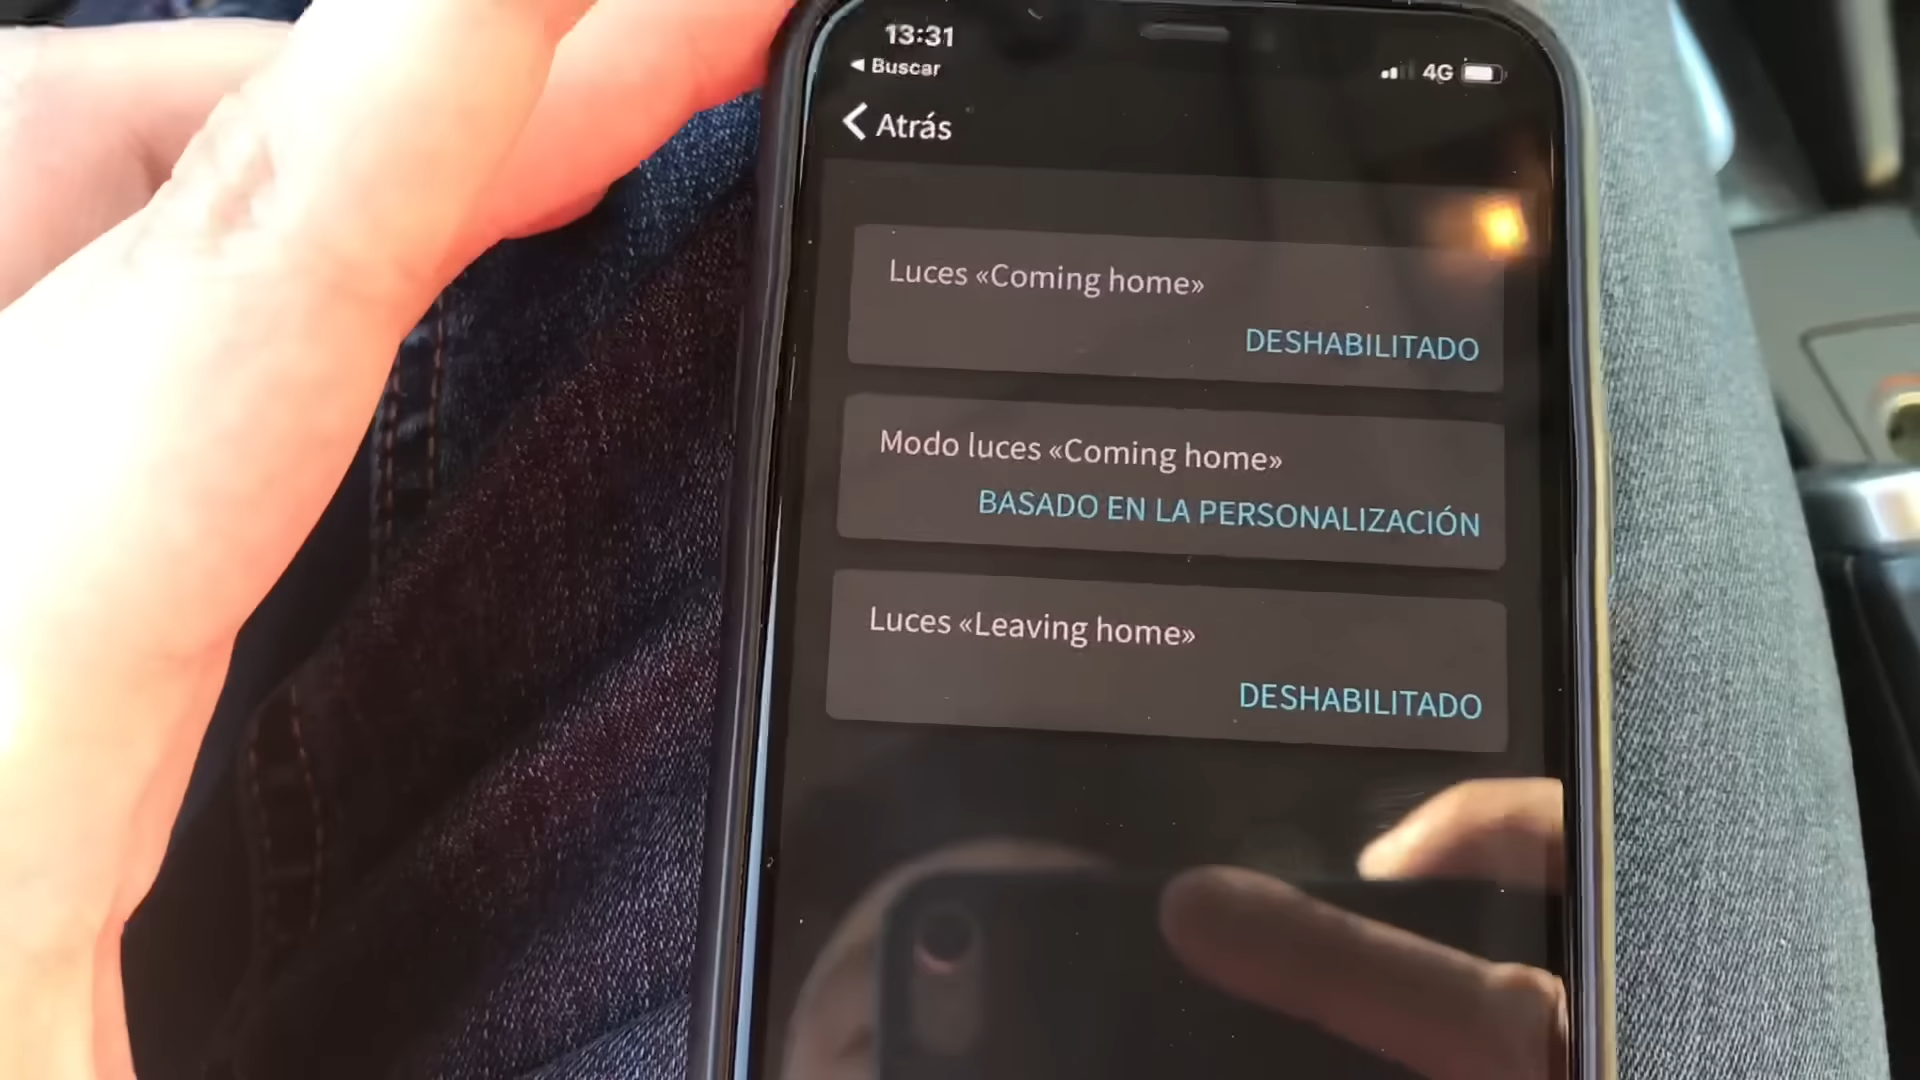 13:31
◀ Buscar
4G
Atrás
Luces «Coming home»
DESHABILITADO
Modo luces «Coming home»
BASADO EN LA PERSONALIZACIÓN
Luces «Leaving home»
DESHABILITADO